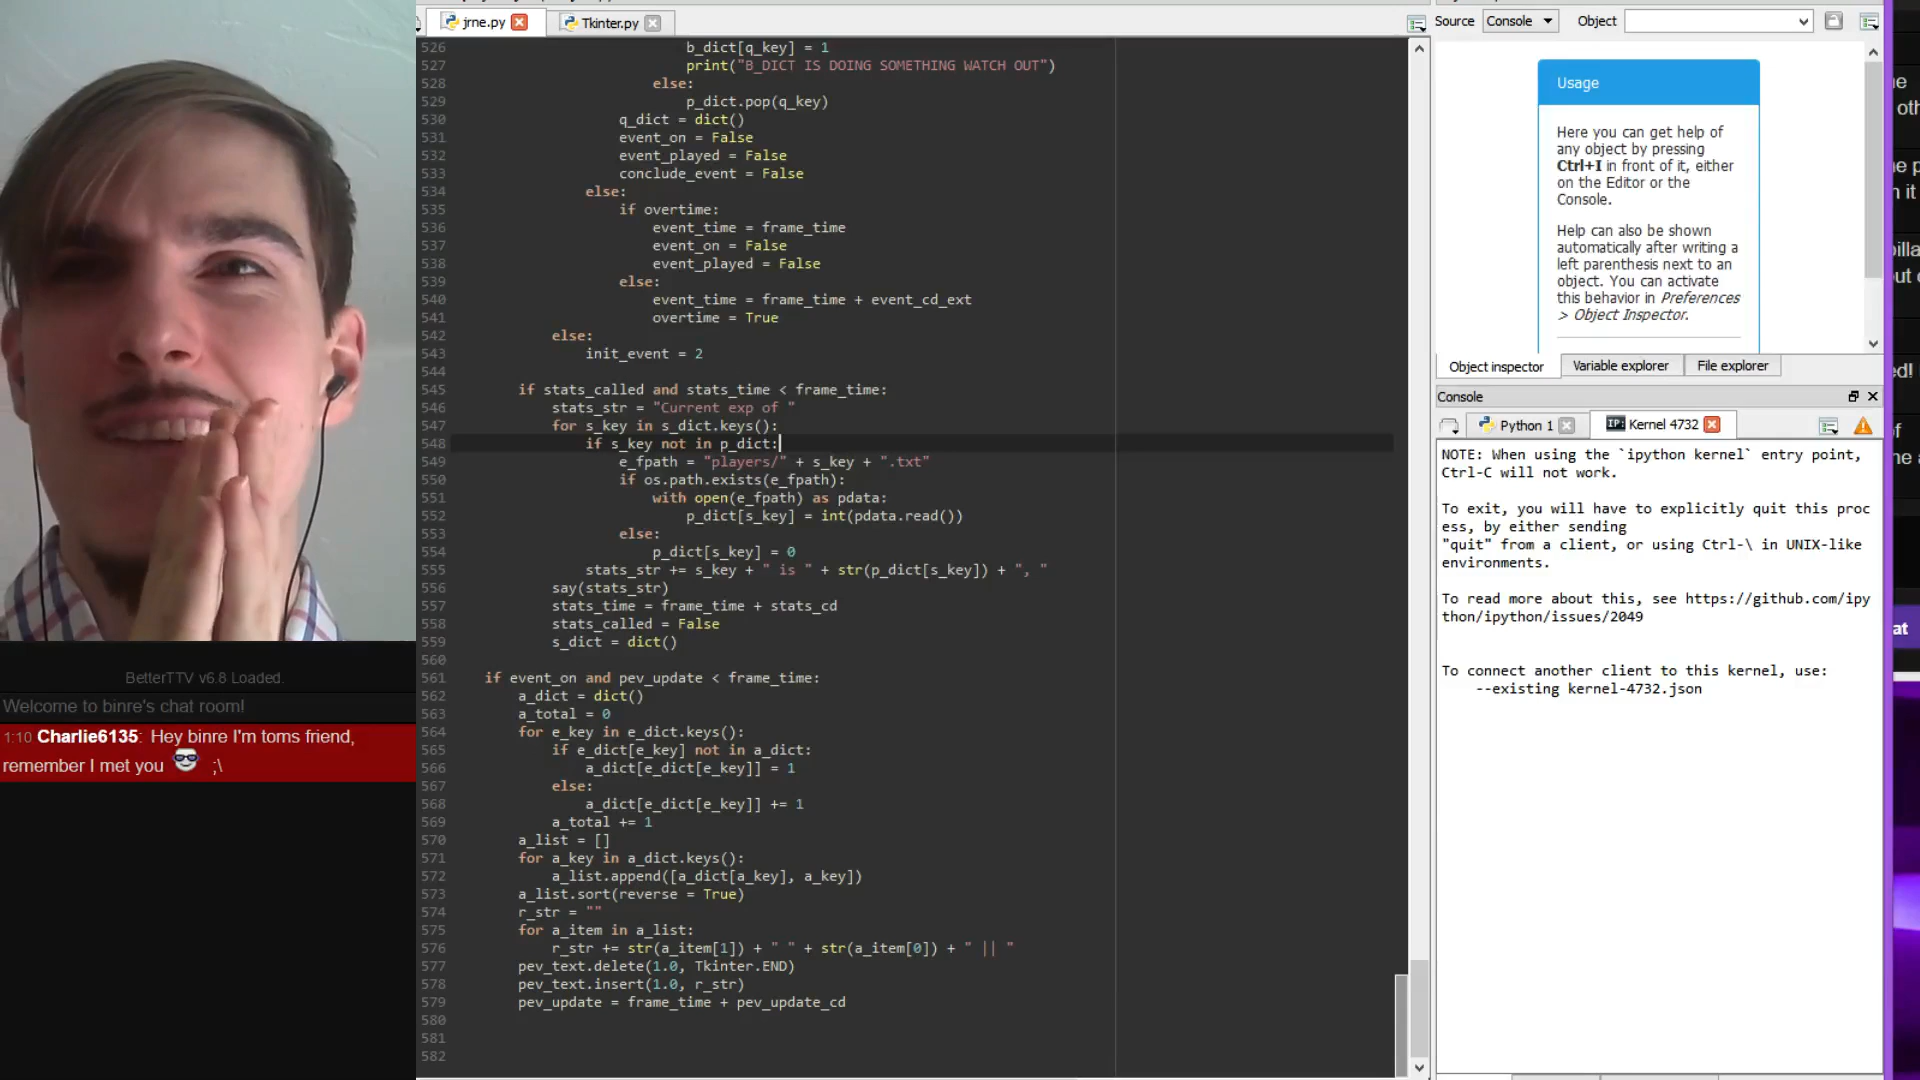 jrne.py
Tkinter.py
526 b_dict[q_key] = 1
527 print("B_DICT IS DOING SOMETHING WATCH OUT")
528 else:
529 p_dict.pop(q_key)
530 q_dict = dict()
531 event_on = False
532 event_played = False
533 conclude_event = False
534 else:
535 if overtime:
536 event_time = frame_time
537 event_on = False
538 event_played = False
539 else:
540 event_time = frame_time + event_cd_ext
541 overtime = True
542 else:
543 init_event = 2
544
545 if stats_called and stats_time < frame_time:
546 stats_str = "Current exp of "
547 for s_key in s_dict.keys():
548 if s_key not in p_dict:
549 e_fpath = "players/" + s_key + ".txt"
550 if os.path.exists(e_fpath):
551 with open(e_fpath) as pdata:
552 p_dict[s_key] = int(pdata.read())
553 else:
554 p_dict[s_key] = 0
555 stats_str += s_key + " is " + str(p_dict[s_key]) + ", "
556 say(stats_str)
557 stats_time = frame_time + stats_cd
558 stats_called = False
559 s_dict = dict()
560
561 if event_on and pev_update < frame_time:
562 a_dict = dict()
563 a_total = 0
564 for e_key in e_dict.keys():
565 if e_dict[e_key] not in a_dict:
566 a_dict[e_dict[e_key]] = 1
567 else:
568 a_dict[e_dict[e_key]] += 1
569 a_total += 1
570 a_list = []
571 for a_key in a_dict.keys():
572 a_list.append([a_dict[a_key], a_key])
573 a_list.sort(reverse = True)
574 r_str = ""
575 for a_item in a_list:
576 r_str += str(a_item[1]) + " " + str(a_item[0]) + " || "
577 pev_text.delete(1.0, Tkinter.END)
578 pev_text.insert(1.0, r_str)
579 pev_update = frame_time + pev_update_cd
580
581
582
BetterTTV v6.8 Loaded.
Welcome to binre's chat room!
1:10 Charlie6135: Hey binre I'm toms friend,
remember I met you ;\
Source Console Object
Usage
Here you can get help of
any object by pressing
Ctrl+I in front of it, either
on the Editor or the
Console.
Help can also be shown
automatically after writing a
left parenthesis next to an
object. You can activate
this behavior in Preferences
> Object Inspector.
Object inspector Variable explorer File explorer
Console
Python 1 IP: Kernel 4732
NOTE: When using the `ipython kernel` entry point,
Ctrl-C will not work.
To exit, you will have to explicitly quit this proc
ess, by either sending
"quit" from a client, or using Ctrl-\ in UNIX-like
environments.
To read more about this, see https://github.com/ipy
thon/ipython/issues/2049
To connect another client to this kernel, use:
--existing kernel-4732.json